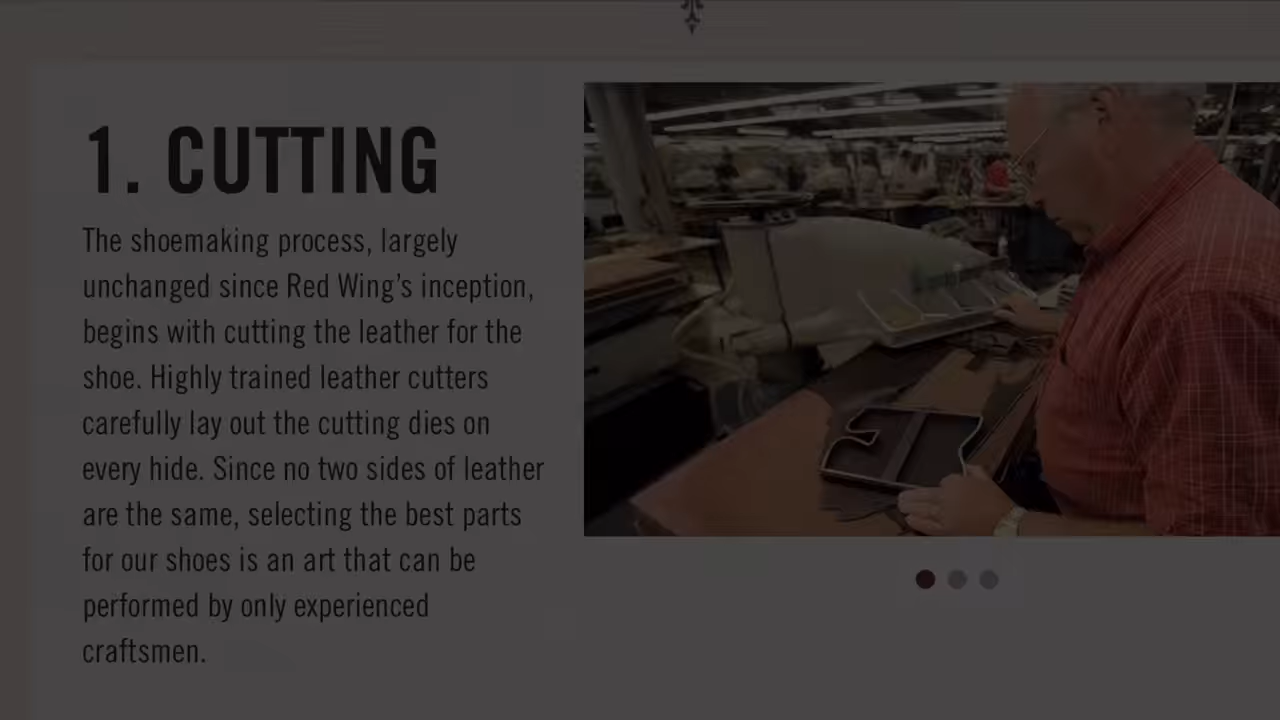 1. CUTTING
The shoemaking process, largely
unchanged since Red Wing’s inception,
begins with cutting the leather for the
shoe. Highly trained leather cutters
carefully lay out the cutting dies on
every hide. Since no two sides of leather
are the same, selecting the best parts
for our shoes is an art that can be
performed by only experienced
craftsmen.